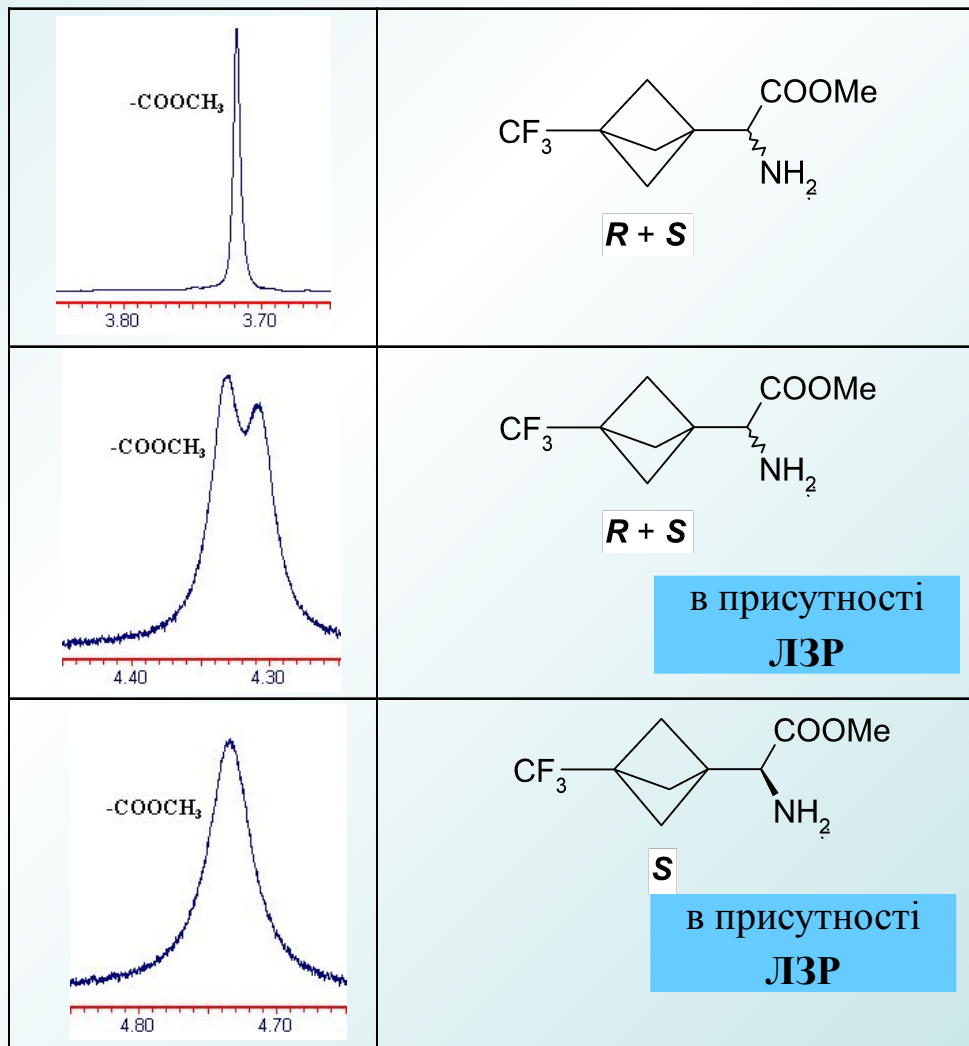 -COOCH₃
3.80 3.70
COOMe
CF₃
NH₂
R + S
-COOCH₃
4.40 4.30
COOMe
CF₃
NH₂
R + S
в присутності
ЛЗР
-COOCH₃
4.80 4.70
COOMe
CF₃
NH₂
S
в присутності
ЛЗР